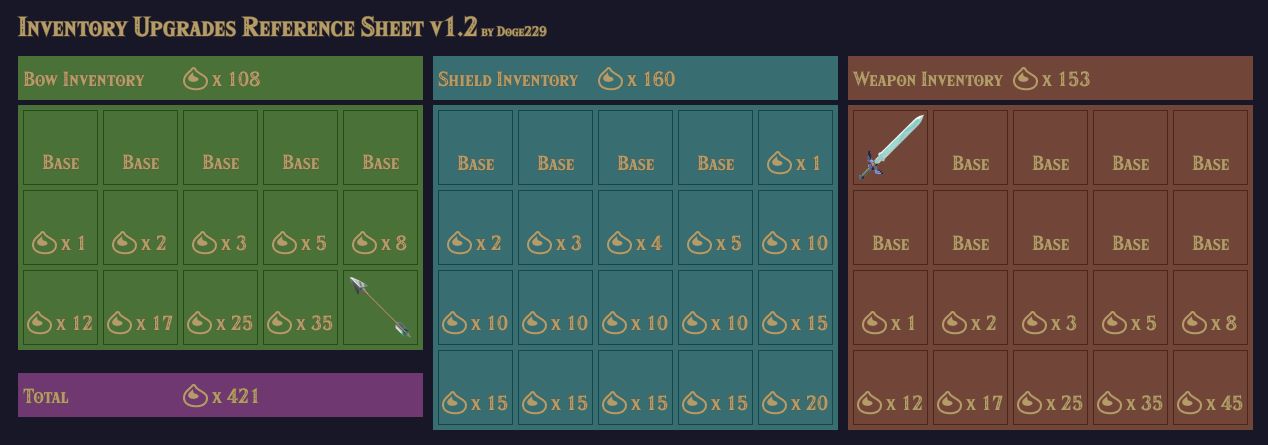 Inventory Upgrades Reference Sheet v1.2 by Doge229
Bow Inventory x 108
Base Base Base Base Base
x 1 x 2 x 3 x 5 x 8
x 12 x 17 x 25 x 35
Total x 421
Shield Inventory x 160
Base Base Base Base x 1
x 2 x 3 x 4 x 5 x 10
x 10 x 10 x 10 x 10 x 15
x 15 x 15 x 15 x 15 x 20
Weapon Inventory x 153
Base Base Base Base
Base Base Base Base Base
x 1 x 2 x 3 x 5 x 8
x 12 x 17 x 25 x 35 x 45